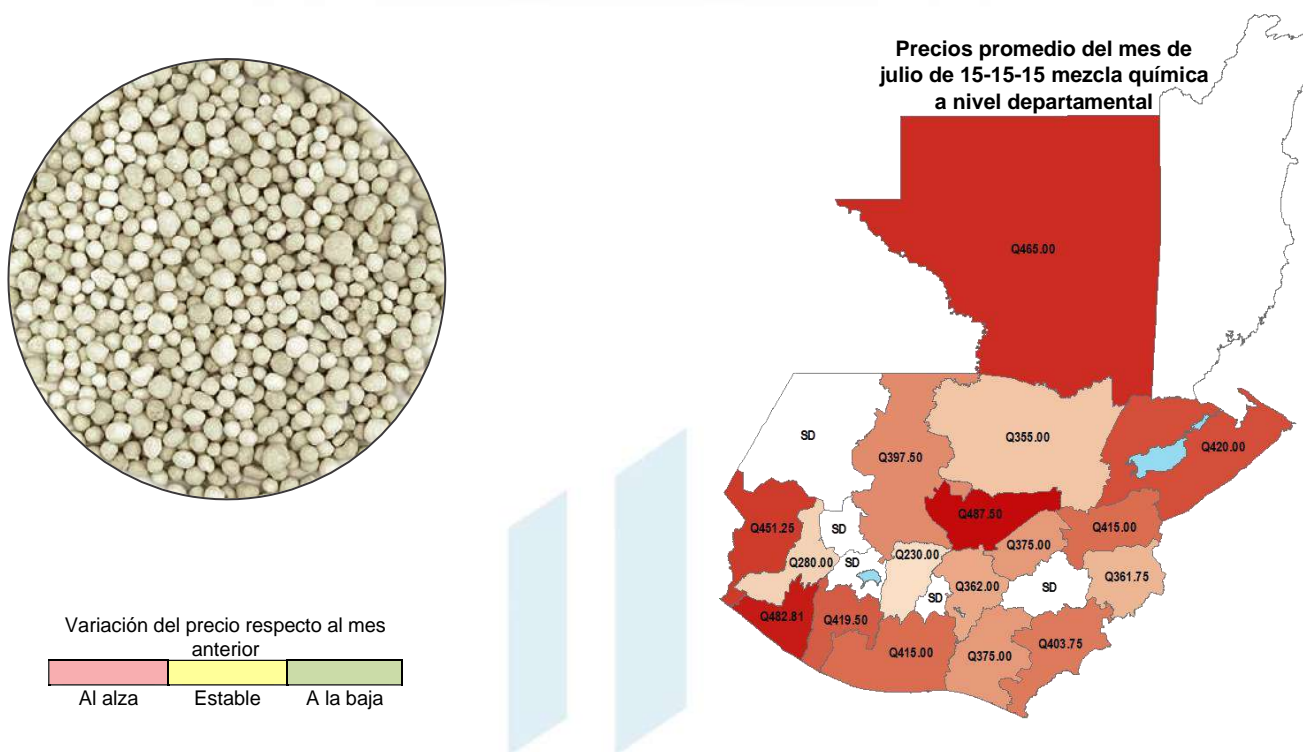 Precios promedio del mes de
julio de 15-15-15 mezcla química
a nivel departamental
Q465.00
SD
Q397.50
Q355.00
Q420.00
Q451.25
SD
Q487.50
Q415.00
Q280.00
SD
Q230.00
Q375.00
Q362.00
SD
Q361.75
SD
Q482.81
Q419.50
Q415.00
Q375.00
Q403.75
Variación del precio respecto al mes
anterior
Al alza
Estable
A la baja